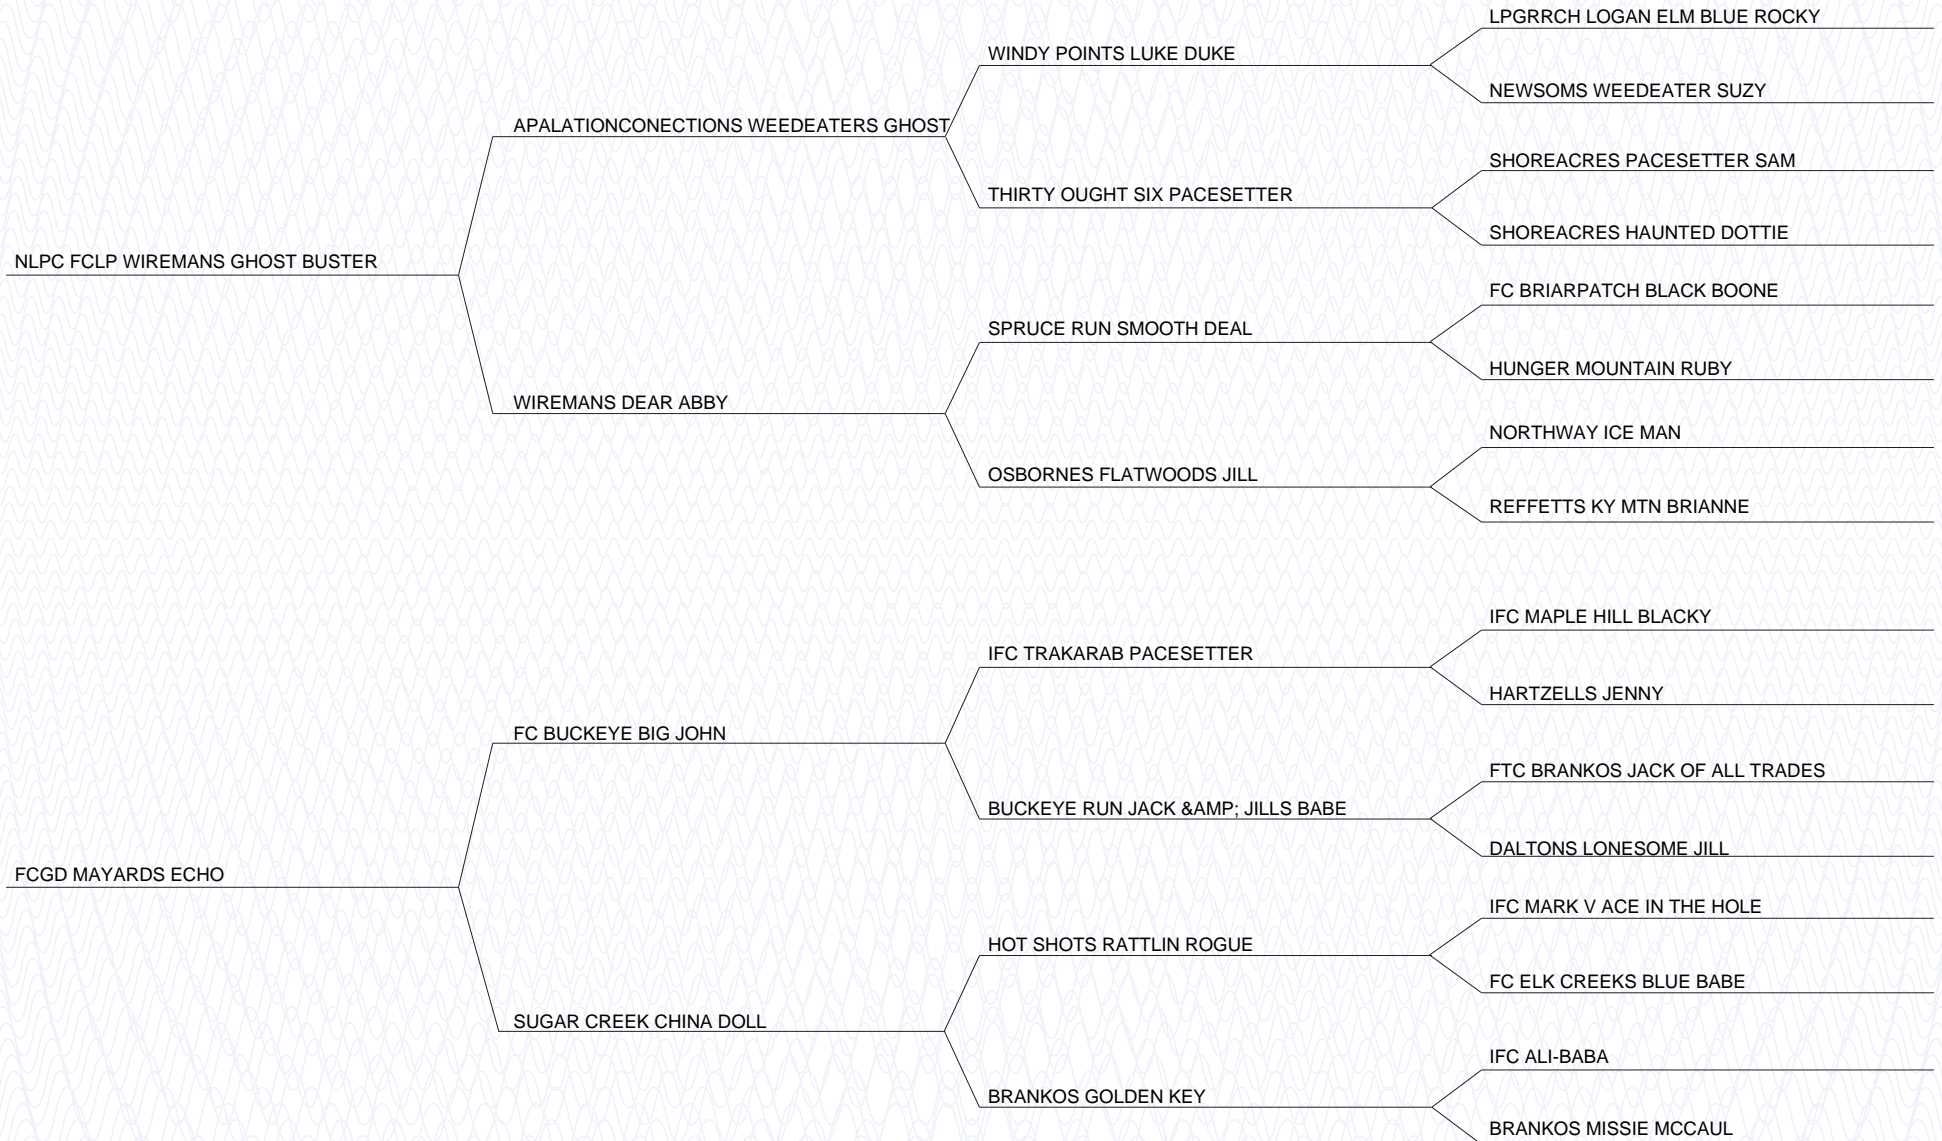 LPGRRCH LOGAN ELM BLUE ROCKY
WINDY POINTS LUKE DUKE
NEWSOMS WEEDEATER SUZY
APALATIONCONECTIONS WEEDEATERS GHOST
SHOREACRES PACESETTER SAM
THIRTY OUGHT SIX PACESETTER
SHOREACRES HAUNTED DOTTIE
NLPC FCLP WIREMANS GHOST BUSTER
FC BRIARPATCH BLACK BOONE
SPRUCE RUN SMOOTH DEAL
HUNGER MOUNTAIN RUBY
WIREMANS DEAR ABBY
NORTHWAY ICE MAN
OSBORNES FLATWOODS JILL
REFFETTS KY MTN BRIANNE
IFC MAPLE HILL BLACKY
IFC TRAKARAB PACESETTER
HARTZELLS JENNY
FC BUCKEYE BIG JOHN
FTC BRANKOS JACK OF ALL TRADES
BUCKEYE RUN JACK &AMP; JILLS BABE
DALTONS LONESOME JILL
FCGD MAYARDS ECHO
IFC MARK V ACE IN THE HOLE
HOT SHOTS RATTLIN ROGUE
FC ELK CREEKS BLUE BABE
SUGAR CREEK CHINA DOLL
IFC ALI-BABA
BRANKOS GOLDEN KEY
BRANKOS MISSIE MCCAUL